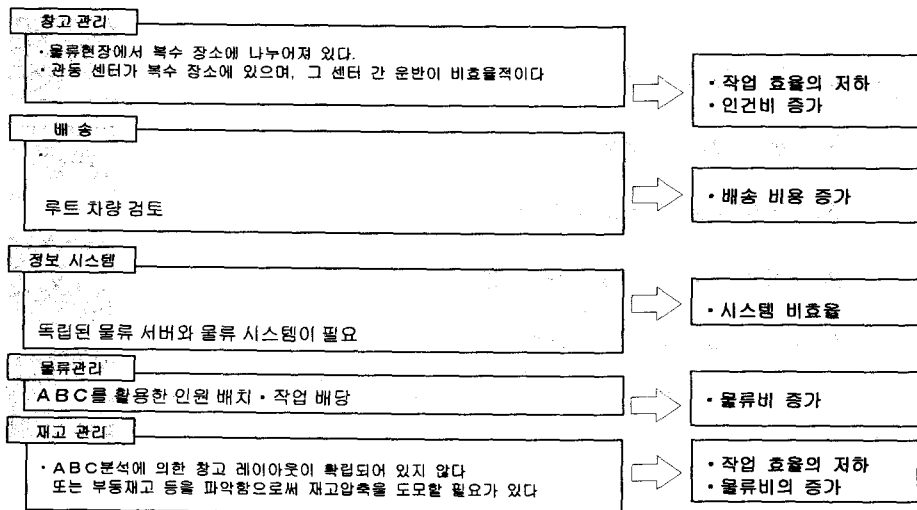 창고 관리
· 물류현장에서 복수 장소에 나누어져 있다.
· 관동 센터가 복수 장소에 있으며, 그 센터 간 운반이 비효율적이다
· 작업 효율의 저하
· 인건비 증가
배 송
·
루트 차량 검토
· 배송 비용 증가
정보 시스템
독립된 물류 서버와 물류 시스템이 필요
· 시스템 비효율
물류관리
ABC를 활용한 인원 배치 · 작업 배당
· 물류비 증가
재고 관리
· ABC분석에 의한 창고 레이아웃이 확립되어 있지 않다
또는 부동재고 등을 파악함으로써 재고압축을 도모할 필요가 있다
· 작업 효율의 저하
· 물류비의 증가